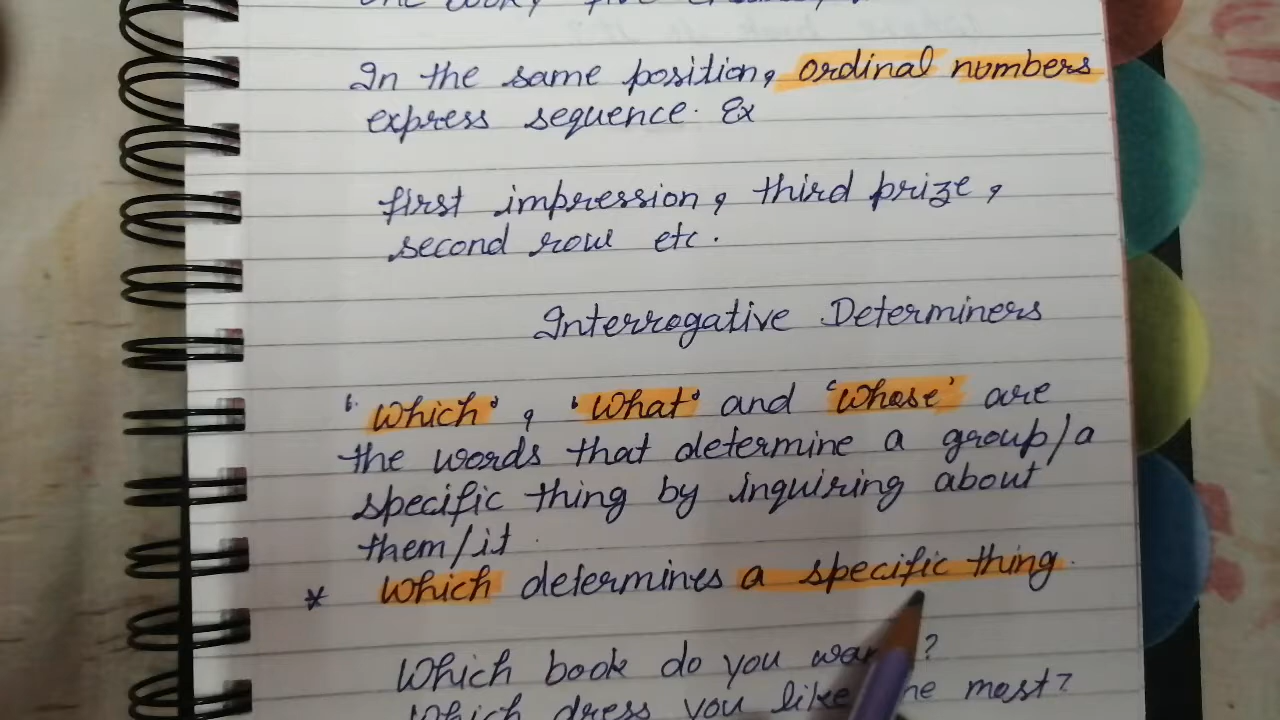 In the same position, ordinal numbers
express sequence. Ex
first impression, third prize,
second row etc.
Interrogative Determiners
'Which', 'What' and 'Whose' are
the words that determine a group/a
specific thing by inquiring about
them/it.
* Which determines a specific thing.
Which book do you ?
Which dress you like most?